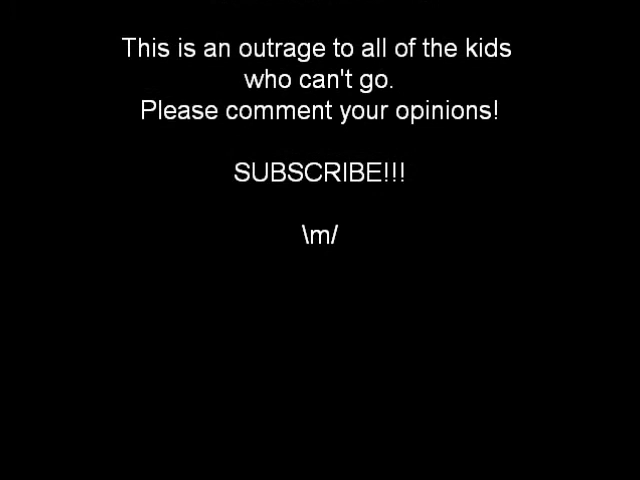 This is an outrage to all of the kids
who can't go.
Please comment your opinions!
SUBSCRIBE!!!
\m/